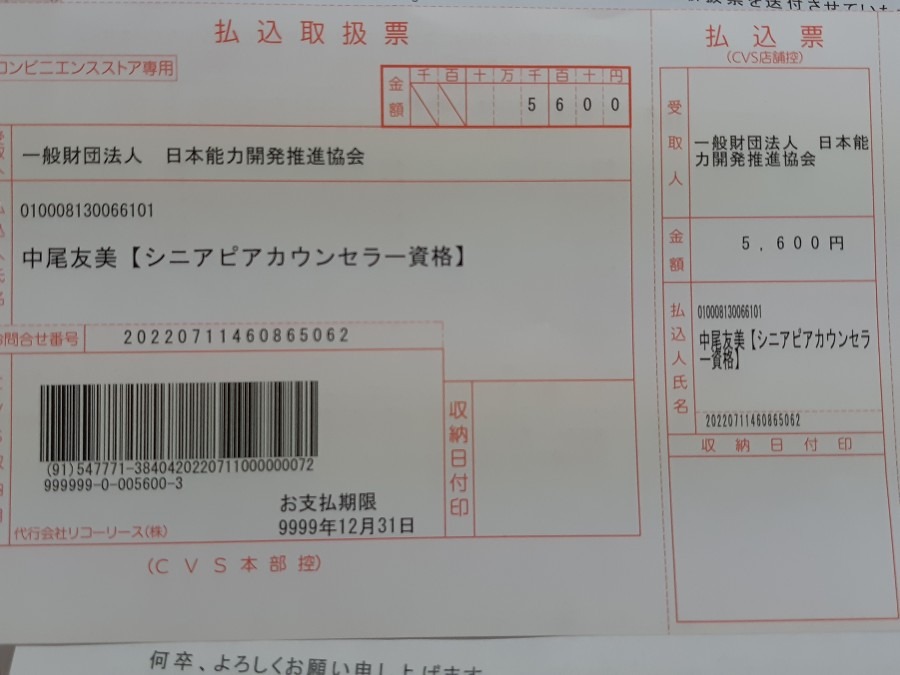 払込取扱票
コンビニエンスストア専用
金額
千百十万千百十円
5600
一般財団法人 日本能力開発推進協会
010008130066101
中尾友美【シニアピアカウンセラー資格】
お問合せ番号
20220711460865062
(91)547771-3840420220711000000072
999999-0-005600-3
お支払期限
9999年12月31日
代行会社リコーリース(株)
収納日付印
(CVS本部控)
払込票
(CVS店舗控)
受取人
一般財団法人 日本能
力開発推進協会
金額
5,600円
払込人氏名
010008130066101
中尾友美【シニアピアカウンセラ
ー資格】
20220711460865062
収納日付印
何卒、よろしくお願い申し上げます